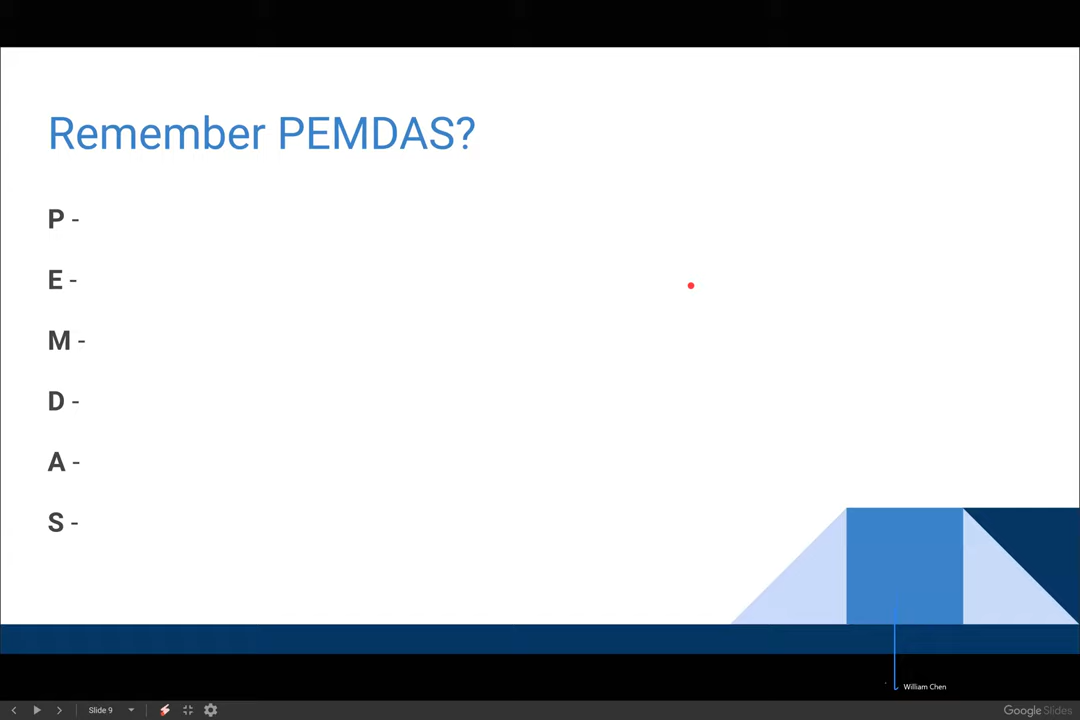 Remember PEMDAS?
P -
E -
M -
D -
A -
S -
William Chen
Slide 9
Google Slides